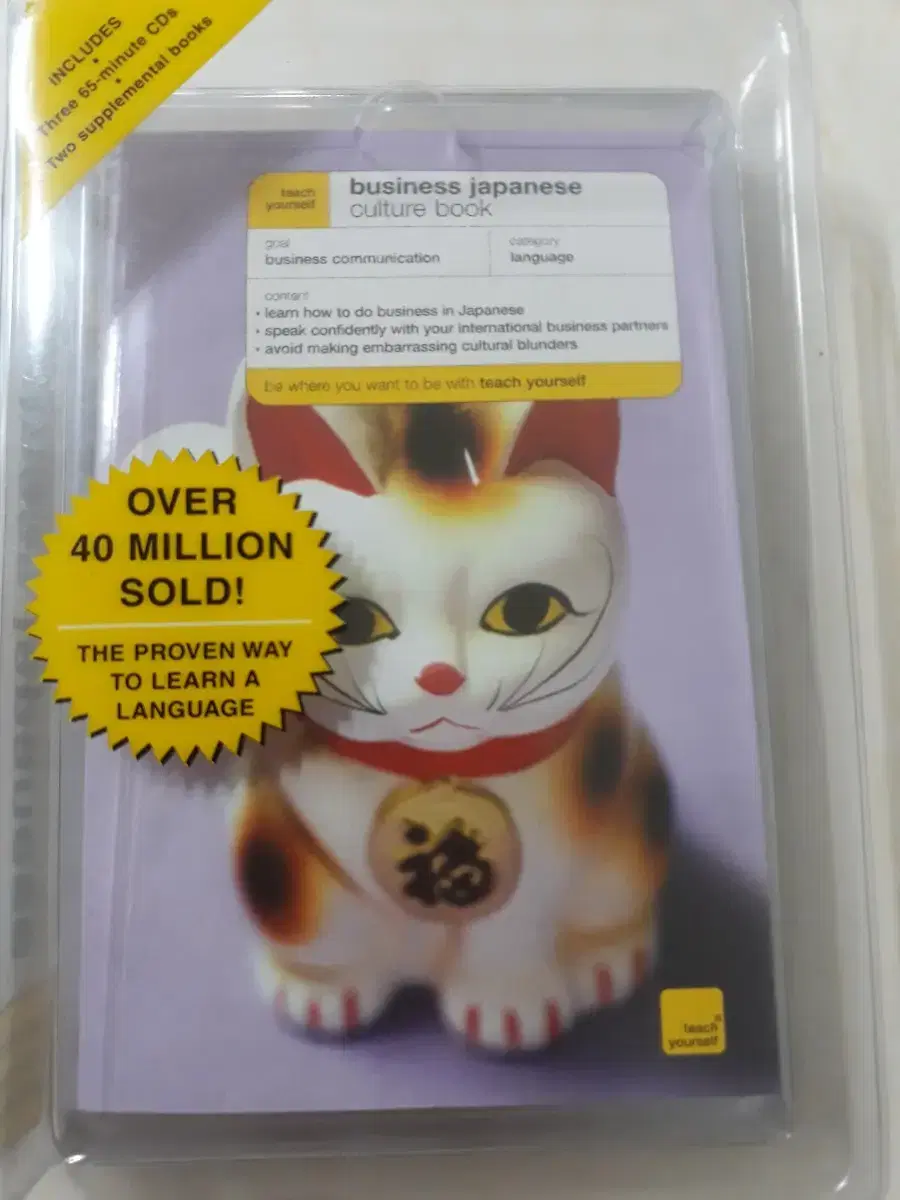 INCLUDES
•
Three 65-minute CDs
•
Two supplemental books
teach
yourself
business japanese
culture book
goal
business communication
category
language
content
• learn how to do business in Japanese
• speak confidently with your international business partners
• avoid making embarrassing cultural blunders
be where you want to be with teach yourself
OVER
40 MILLION
SOLD!
THE PROVEN WAY
TO LEARN A
LANGUAGE
福
teach
yourself